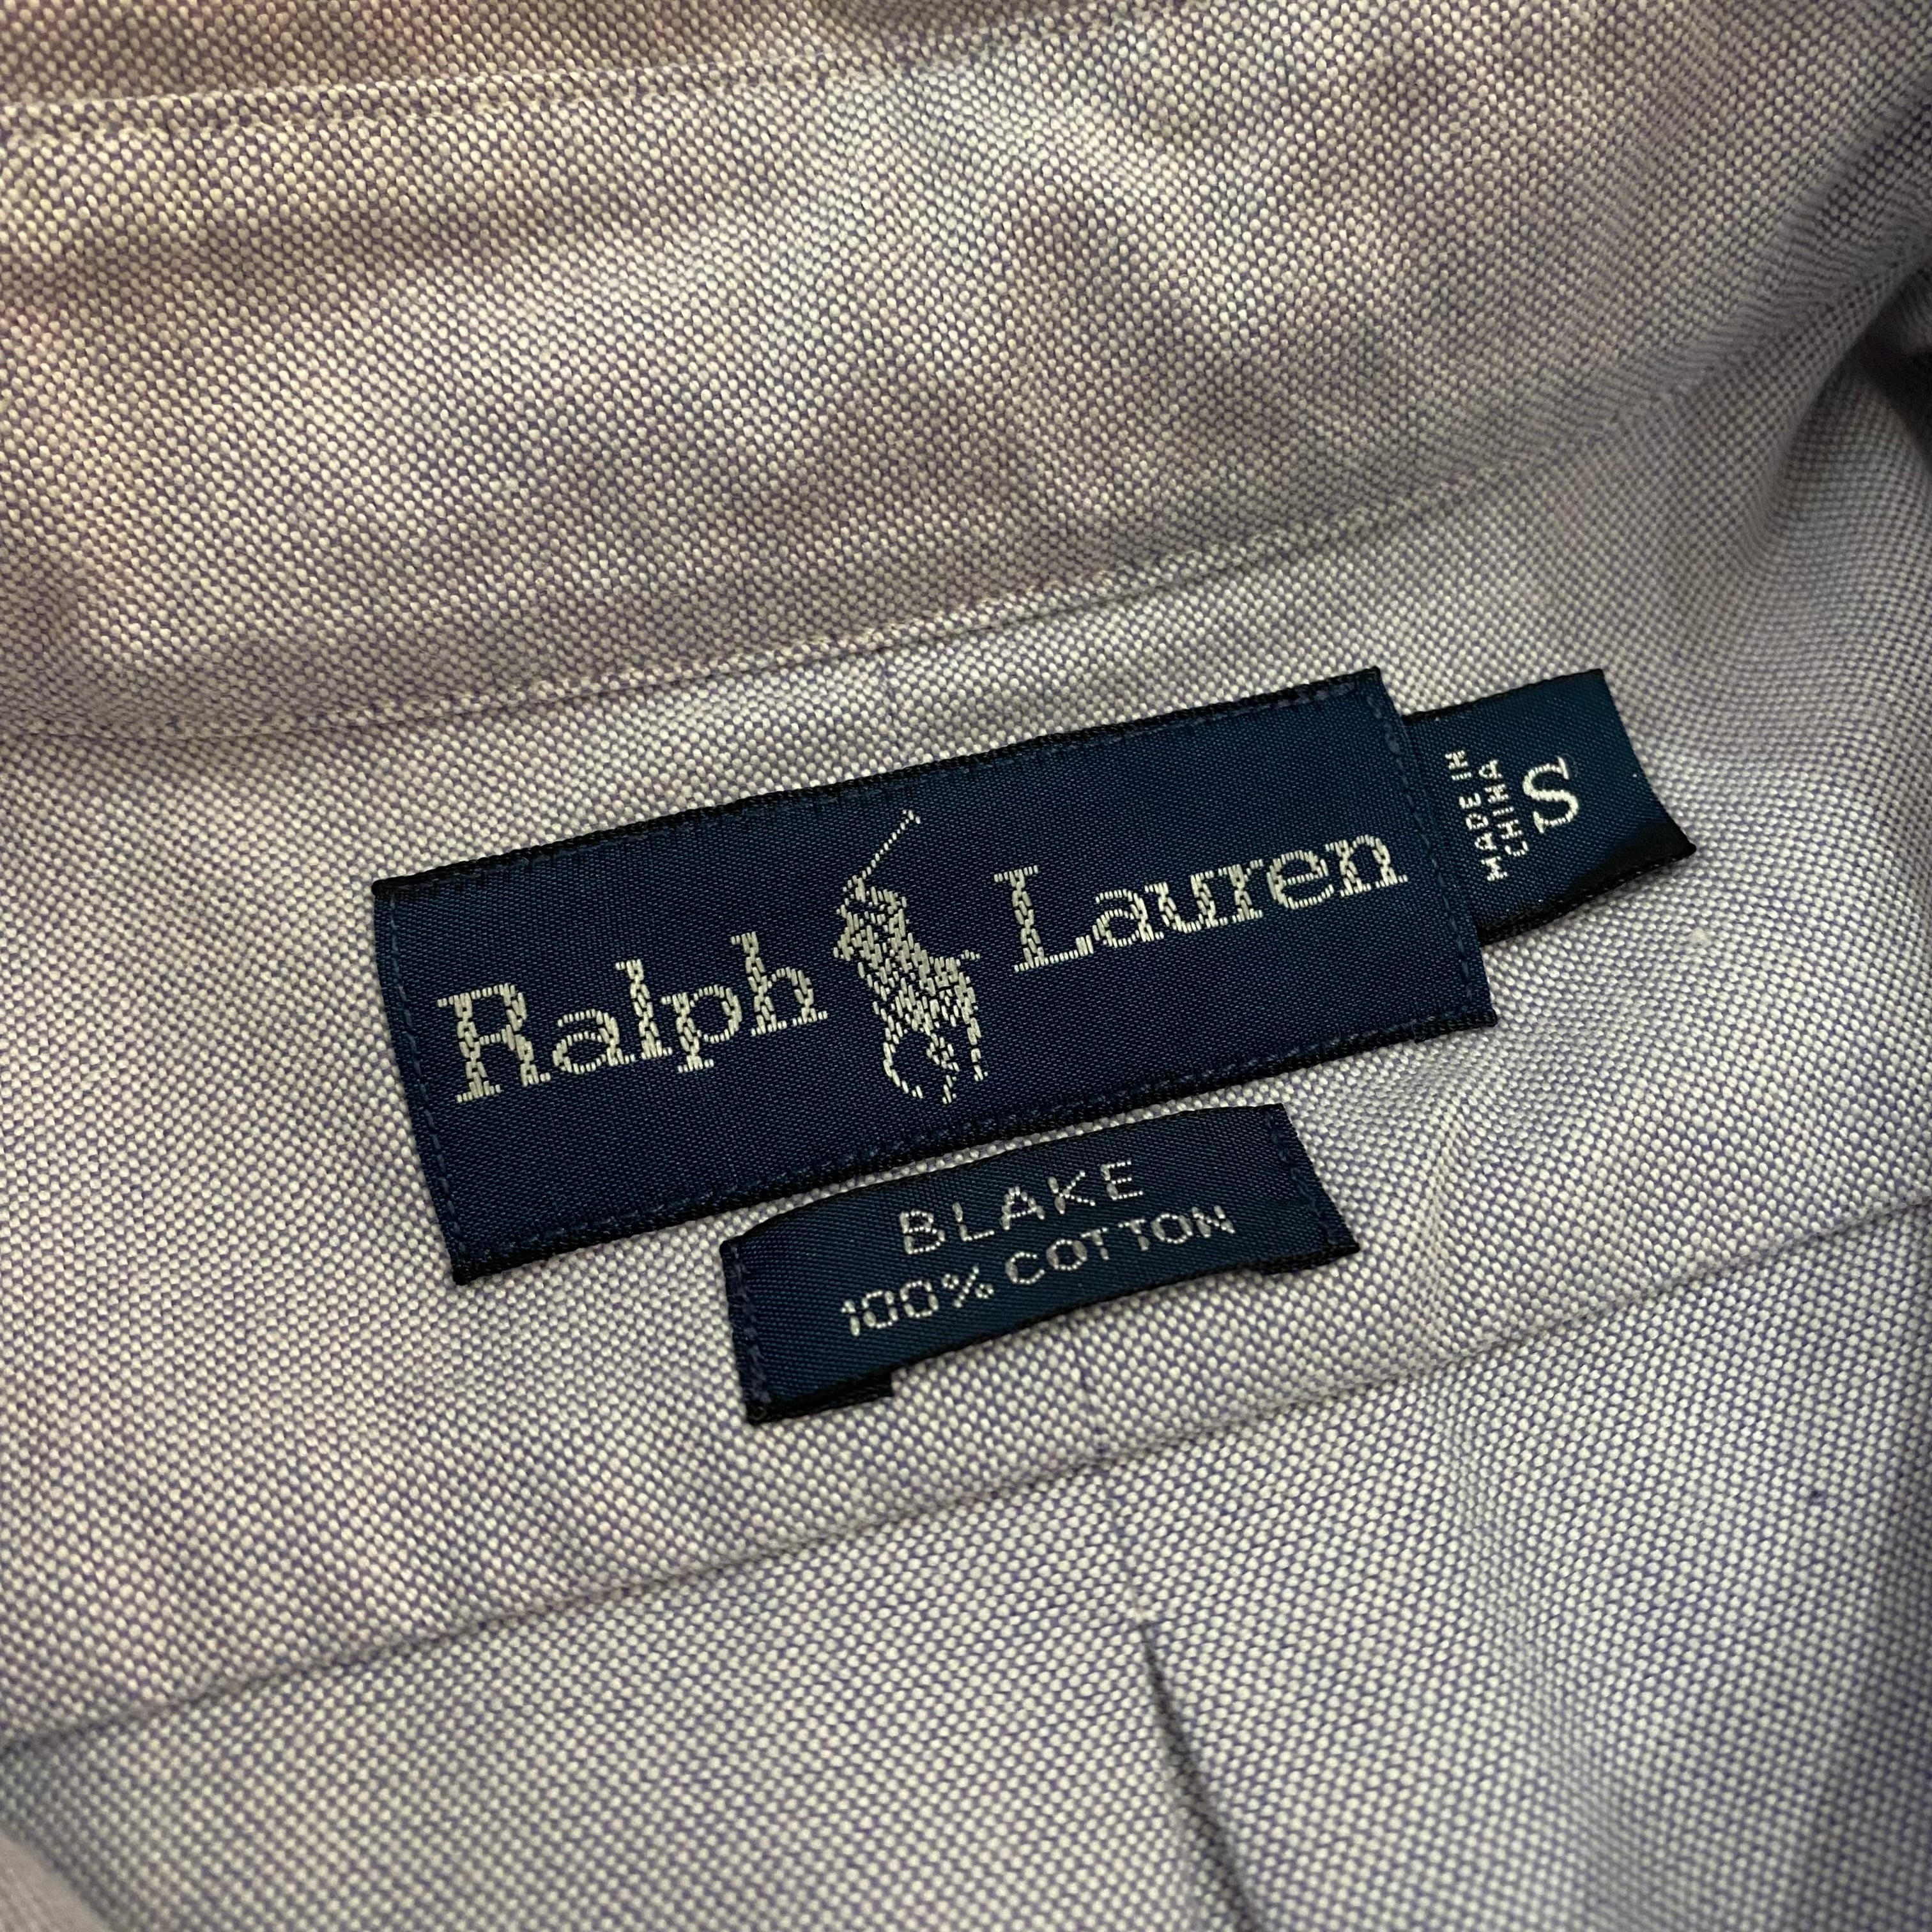 Ralph Lauren
MADE IN
CHINA
S
BLAKE
100% COTTON